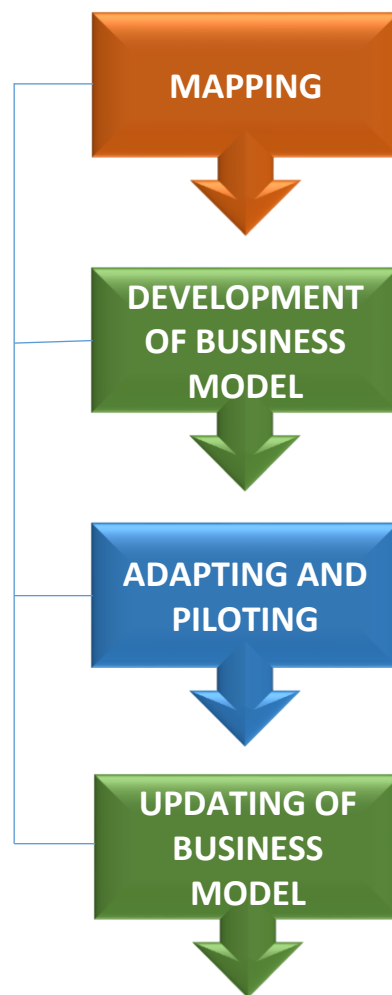 MAPPING
DEVELOPMENT
OF BUSINESS
MODEL
ADAPTING AND
PILOTING
UPDATING OF
BUSINESS
MODEL